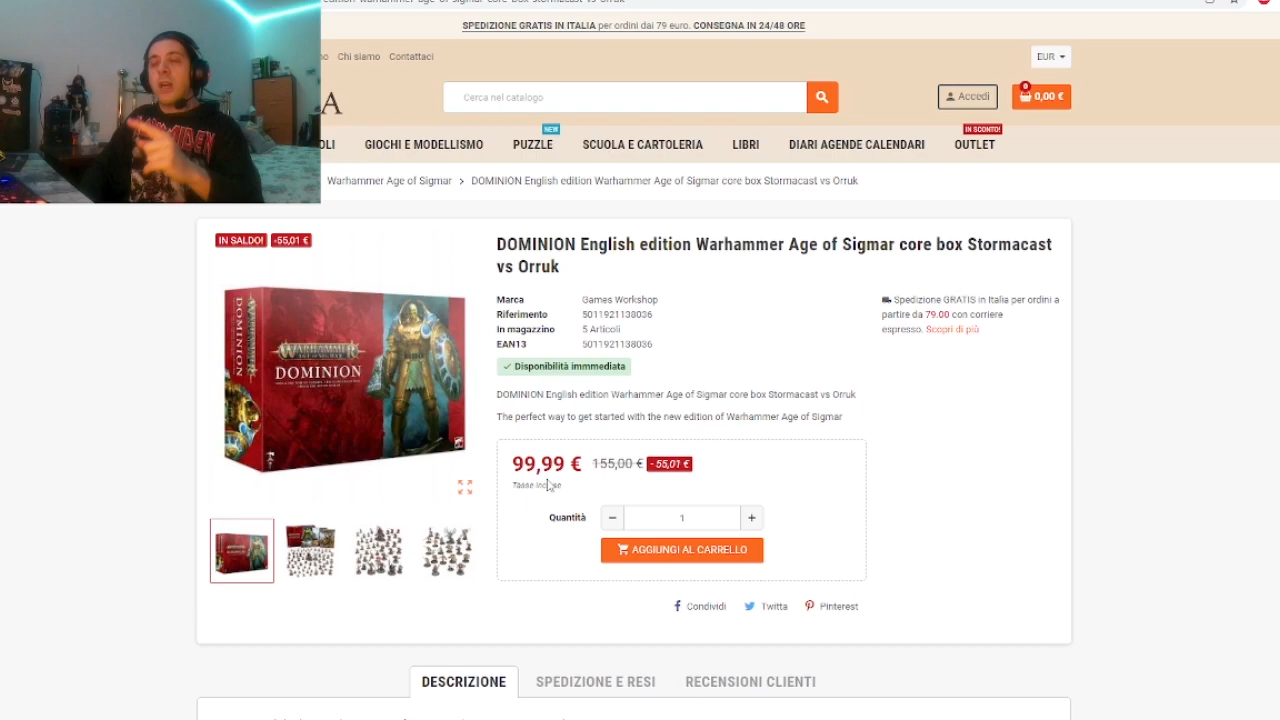 SPEDIZIONE GRATIS IN ITALIA per ordini dai 79 euro. CONSEGNA IN 24/48 ORE
Chi siamo Contattaci
EUR
Cerca nel catalogo
Accedi
0
0,00 €
NEW
IN SCONTO!
GIOCHI E MODELLISMO PUZZLE SCUOLA E CARTOLERIA LIBRI DIARI AGENDE CALENDARI OUTLET
Warhammer Age of Sigmar > DOMINION English edition Warhammer Age of Sigmar core box Stormacast vs Orruk
IN SALDO! -55,01 €
WARHAMMER
AGE OF SIGMAR
DOMINION
DOMINION
DOMINION English edition Warhammer Age of Sigmar core box Stormacast
vs Orruk
Marca Games Workshop
Riferimento 5011921138036
In magazzino 5 Articoli
EAN13 5011921138036
Disponibilità immmediata
Spedizione GRATIS in Italia per ordini a
partire da 79.00 con corriere
espresso. Scopri di più
DOMINION English edition Warhammer Age of Sigmar core box Stormacast vs Orruk
The perfect way to get started with the new edition of Warhammer Age of Sigmar
99,99 € 155,00 € - 55,01 €
Tasse incluse
Quantità − 1 +
AGGIUNGI AL CARRELLO
Condividi Twitta Pinterest
DESCRIZIONE SPEDIZIONE E RESI RECENSIONI CLIENTI